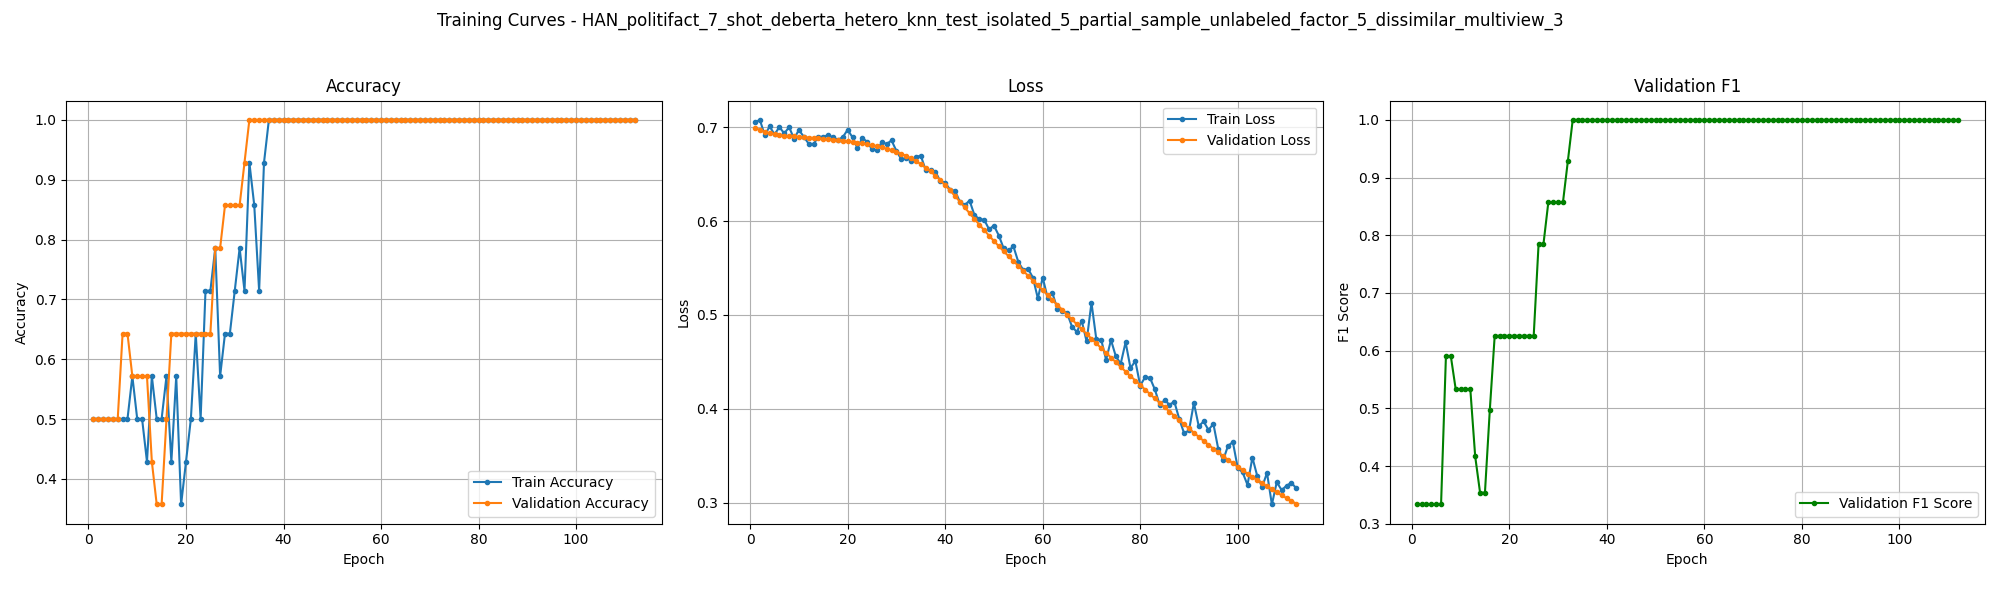 Training Curves - HAN_politifact_7_shot_deberta_hetero_knn_test_isolated_5_partial_sample_unlabeled_factor_5_dissimilar_multiview_3
Accuracy
Accuracy
1.0
0.9
0.8
0.7
0.6
0.5
0.4
0
20
40
60
80
100
Epoch
Train Accuracy
Validation Accuracy
Loss
Loss
0.7
0.6
0.5
0.4
0.3
0
20
40
60
80
100
Epoch
Train Loss
Validation Loss
Validation F1
F1 Score
1.0
0.9
0.8
0.7
0.6
0.5
0.4
0.3
0
20
40
60
80
100
Epoch
Validation F1 Score